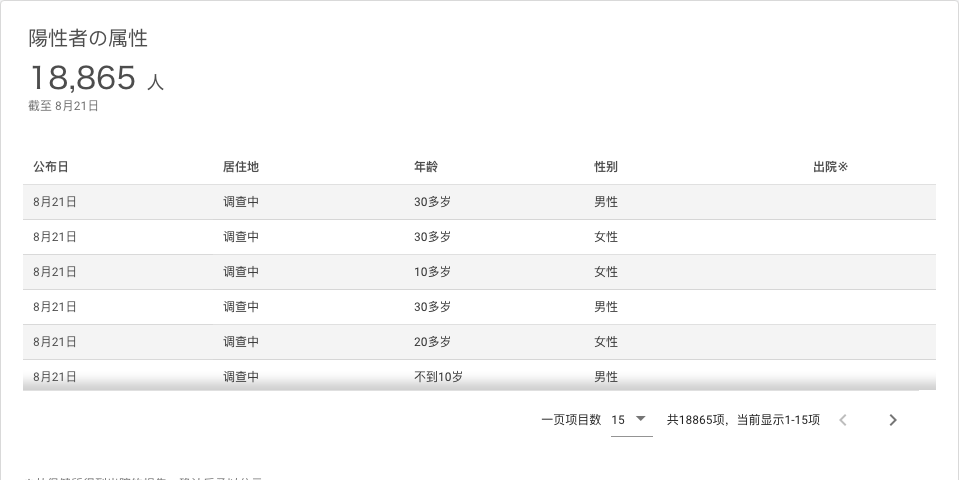 陽性者の属性
18,865 人
截至 8月21日
公布日 居住地 年龄 性别 出院※
8月21日 调查中 30多岁 男性
8月21日 调查中 30多岁 女性
8月21日 调查中 10多岁 女性
8月21日 调查中 30多岁 男性
8月21日 调查中 20多岁 女性
8月21日 调查中 不到10岁 男性
一页项目数 15 共18865项，当前显示1-15项